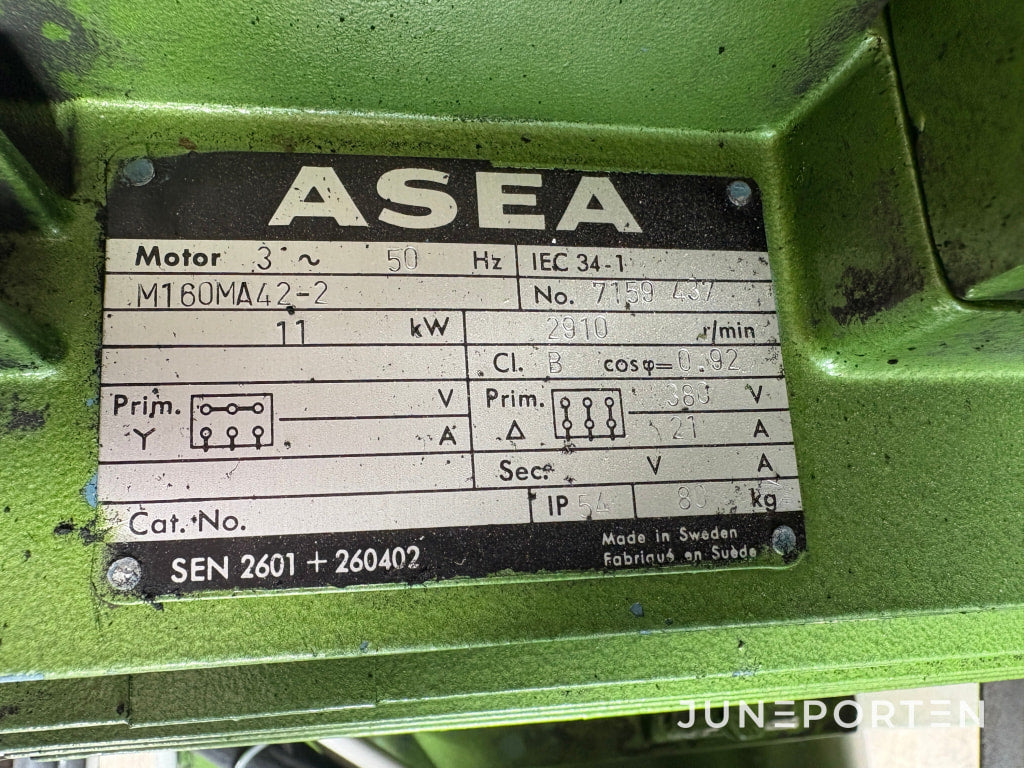 ASEA
Motor 3 ~ 50 Hz IEC 34-1
M160MA42-2 No. 7159 437
11 kW 2910 r/min
Cl. B cosφ=0.92
Prim. V Prim. 380 V
Y A Δ 21 A
Sec. V A
Cat. No. IP 54 80 kg
SEN 2601 + 260402
Made in Sweden
Fabriqué en Suède
JUNEPORTEN